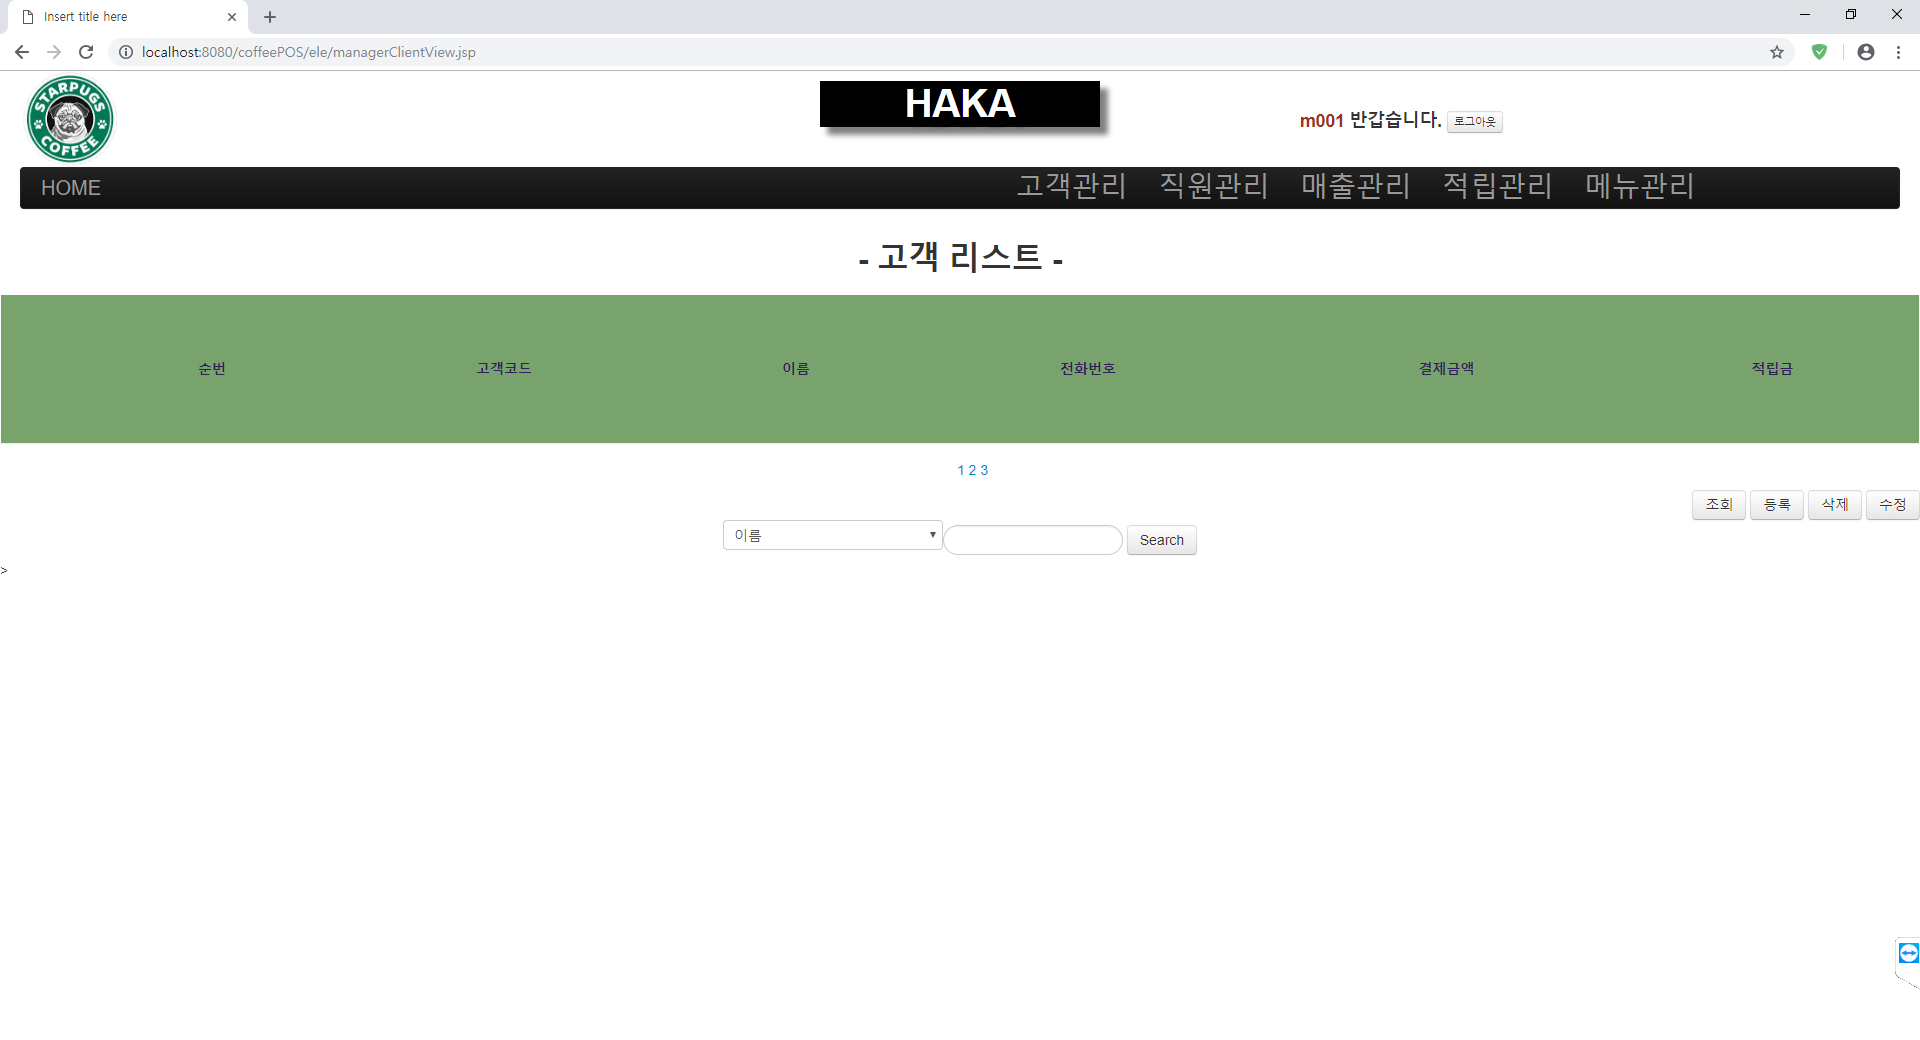 Insert title here
localhost:8080/coffeePOS/ele/managerClientView.jsp
STARPUGS COFFEE
HAKA
m001 반갑습니다. 로그아웃
HOME 고객관리 직원관리 매출관리 적립관리 메뉴관리
- 고객 리스트 -
순번 고객코드 이름 전화번호 결제금액 적립금
1 2 3
조회 등록 삭제 수정
이름 Search
>